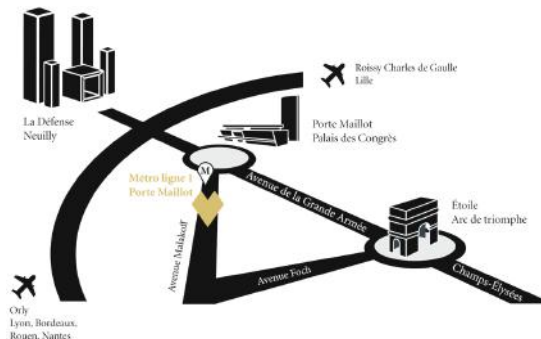 Roissy Charles de Gaulle
Lille
La Défense
Neuilly
Porte Maillot
Palais des Congrès
M
Métro ligne 1
Porte Maillot
Avenue de la Grande Armée
Étoile
Arc de triomphe
Avenue Malakoff
Avenue Foch
Champs-Elysées
Orly
Lyon, Bordeaux,
Rouen, Nantes